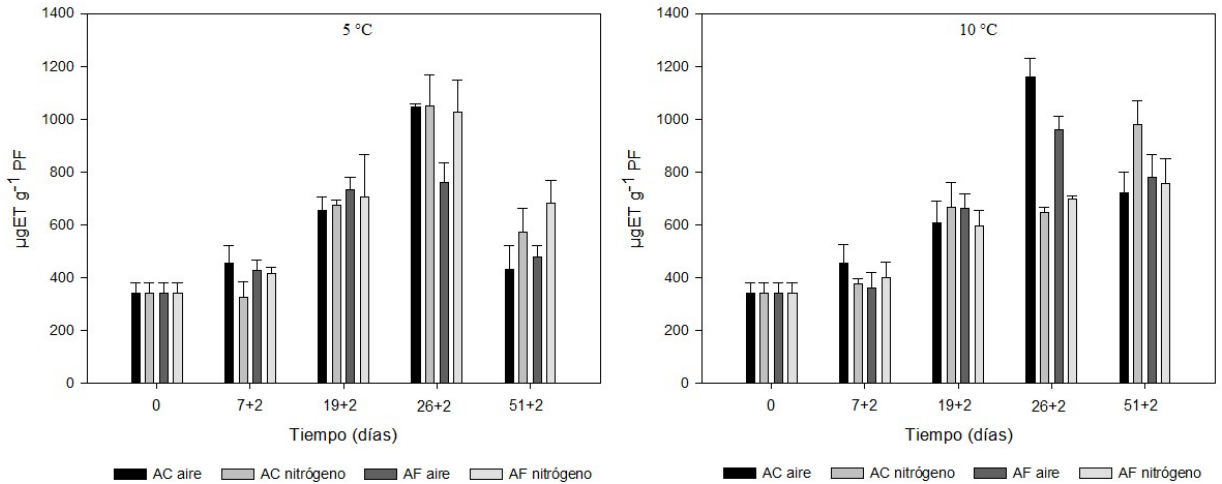 5 °C
1400
1200
1000
800
600
400
200
0
µgET g-1 PF
0 7+2 19+2 26+2 51+2
Tiempo (días)
AC aire AC nitrógeno AF aire AF nitrógeno
10 °C
1400
1200
1000
800
600
400
200
0
µgET g-1 PF
0 7+2 19+2 26+2 51+2
Tiempo (días)
AC aire AC nitrógeno AF aire AF nitrógeno